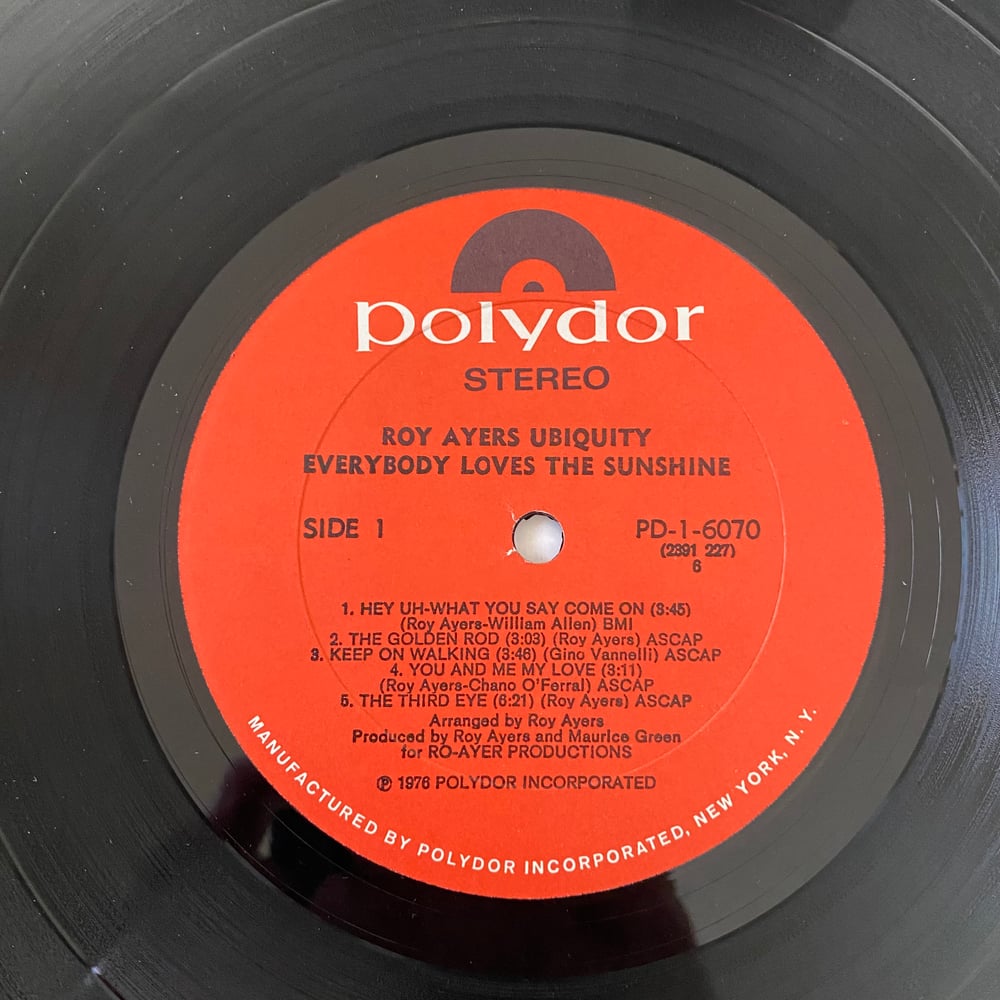 polydor
STEREO
ROY AYERS UBIQUITY
EVERYBODY LOVES THE SUNSHINE
SIDE 1
PD-1-6070
(2391 227)
6
1. HEY UH-WHAT YOU SAY COME ON (3:45)
(Roy Ayers-William Allen) BMI
2. THE GOLDEN ROD (3:03) (Roy Ayers) ASCAP
3. KEEP ON WALKING (3:46) (Gino Vannelli) ASCAP
4. YOU AND ME MY LOVE (3:11)
(Roy Ayers-Chano O'Ferral) ASCAP
5. THE THIRD EYE (6:21) (Roy Ayers) ASCAP
Arranged by Roy Ayers
Produced by Roy Ayers and Maurice Green
for RO-AYER PRODUCTIONS
℗ 1976 POLYDOR INCORPORATED
MANUFACTURED BY POLYDOR INCORPORATED, NEW YORK, N. Y.